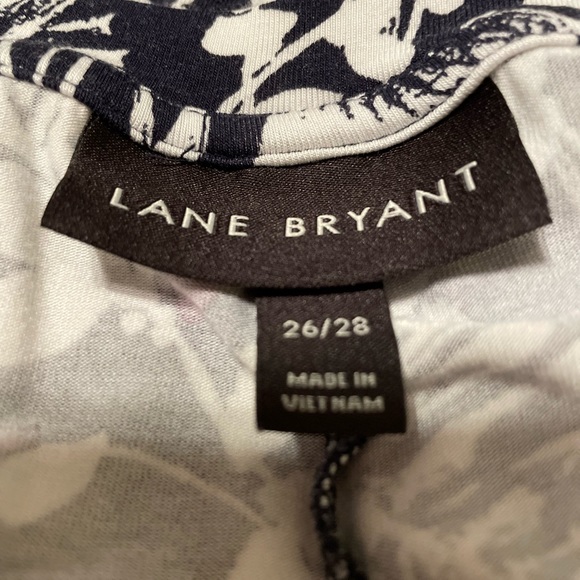 LANE BRYANT
26/28
MADE IN
VIETNAM